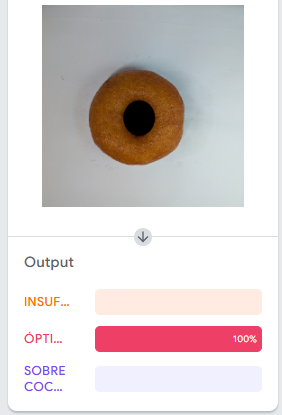 Output
INSUF...
ÓPTI...
100%
SOBRE
COC...